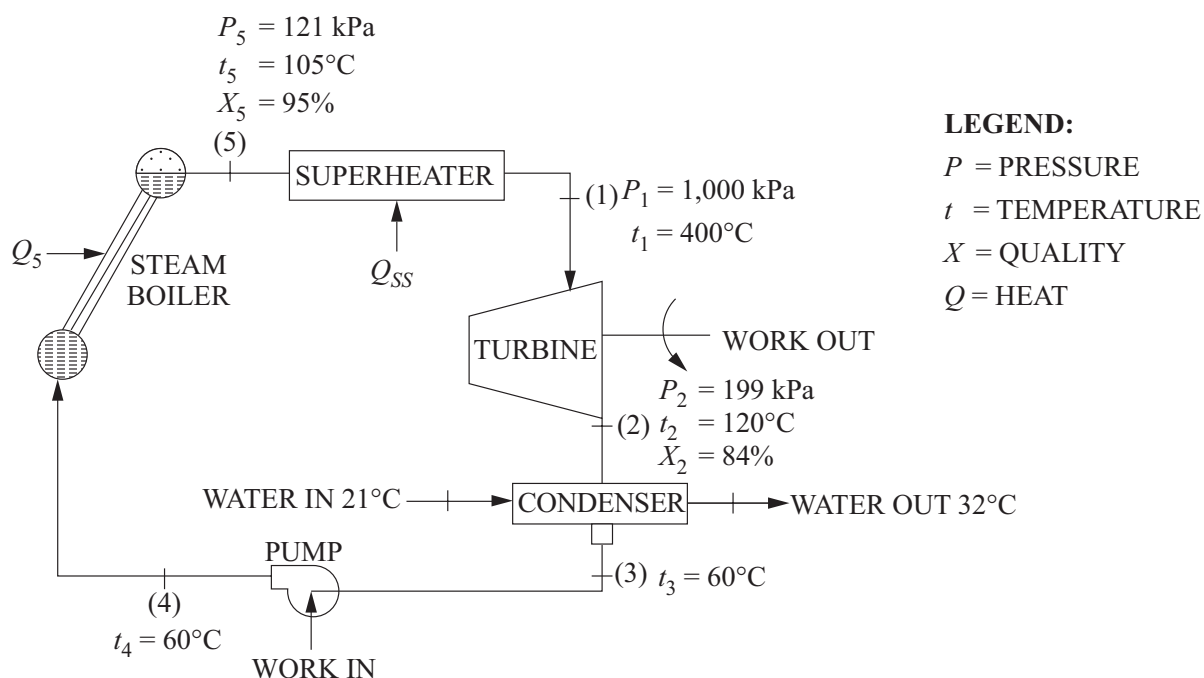 P5 = 121 kPa
t5 = 105°C
X5 = 95%
(5)
LEGEND:
P = PRESSURE
t = TEMPERATURE
X = QUALITY
Q = HEAT
SUPERHEATER
(1) P1 = 1,000 kPa
t1 = 400°C
Q5
STEAM
BOILER
QSS
TURBINE
WORK OUT
P2 = 199 kPa
(2) t2 = 120°C
X2 = 84%
WATER IN 21°C
CONDENSER
WATER OUT 32°C
PUMP
(3) t3 = 60°C
(4)
t4 = 60°C
WORK IN